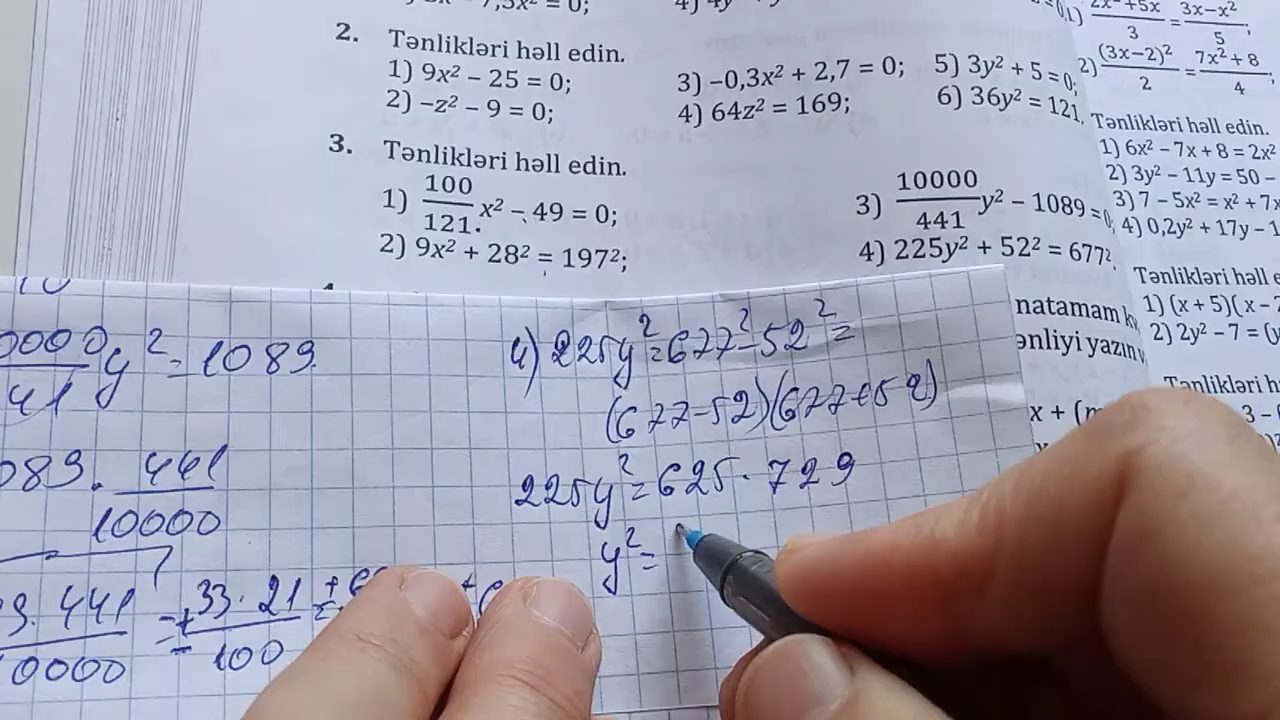 2. Tənlikləri həll edin.
1) 9x² – 25 = 0;
2) –z² – 9 = 0;
3) –0,3x² + 2,7 = 0;
4) 64z² = 169;
5) 3y² + 5 = 0;
6) 36y² = 121.
3. Tənlikləri həll edin.
1) 100/121 x² – 49 = 0;
2) 9x² + 28² = 197²;
3) 10000/441 y² – 1089 = 0;
4) 225y² + 52² = 677².
1) 2x² + 5x / 3 = 3x – x² / 5;
2) (3x–2)² / 2 = 7x² + 8 / 4;
Tənlikləri həll edin.
1) 6x² – 7x + 8 = 2x²
2) 3y² – 11y = 50 –
3) 7 – 5x² = x² + 7x
4) 0,2y² + 17y – 1
Tənlikləri həll
1) (x + 5)(x –
2) 2y² – 7 =
natamam
yazın
Tənlikləri
x + (
3 –
y² = 1089.
441
10000
441
33 · 21
100
0000
4) 225y² = 677² – 52² =
(677–52)(677+52)
225y² = 625 · 729
y² =